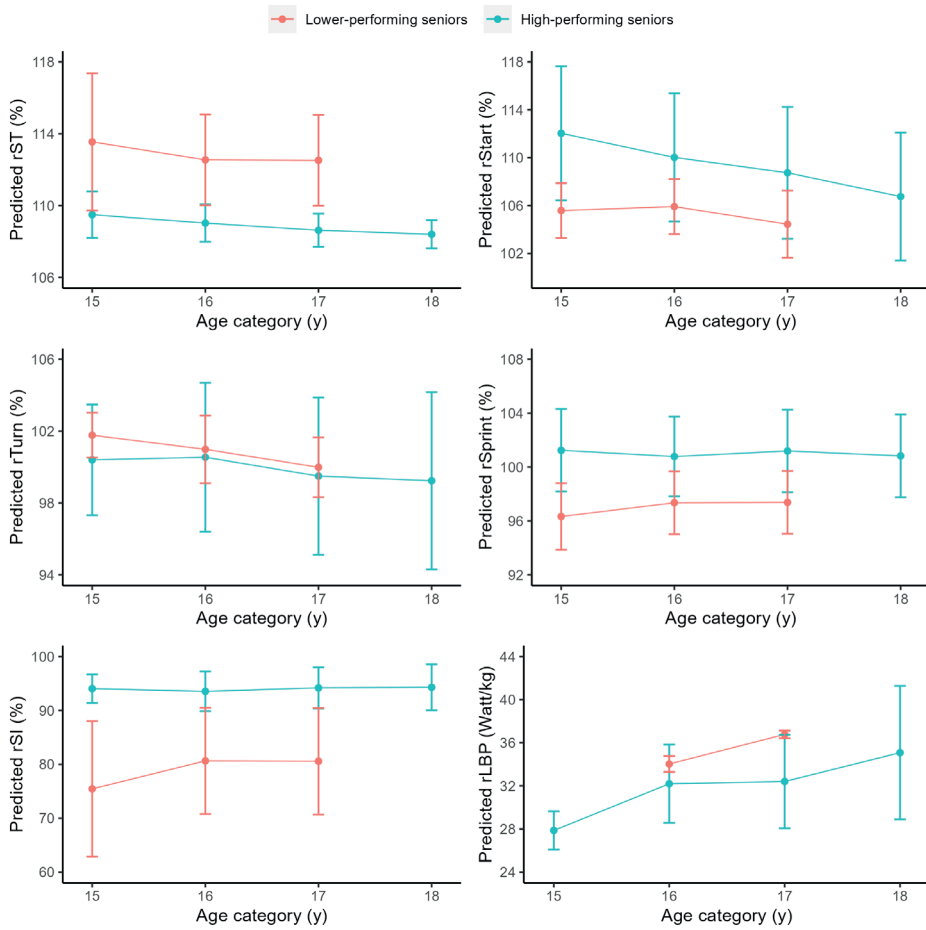 Lower-performing seniors High-performing seniors
Predicted rST (%)
118
114
110
106
15 16 17 18
Age category (y)
Predicted rStart (%)
118
114
110
106
102
15 16 17 18
Age category (y)
Predicted rTurn (%)
106
102
98
94
15 16 17 18
Age category (y)
Predicted rSprint (%)
108
104
100
96
92
15 16 17 18
Age category (y)
Predicted rSI (%)
100
90
80
70
60
15 16 17 18
Age category (y)
Predicted rLBP (Watt/kg)
44
40
36
32
28
24
15 16 17 18
Age category (y)